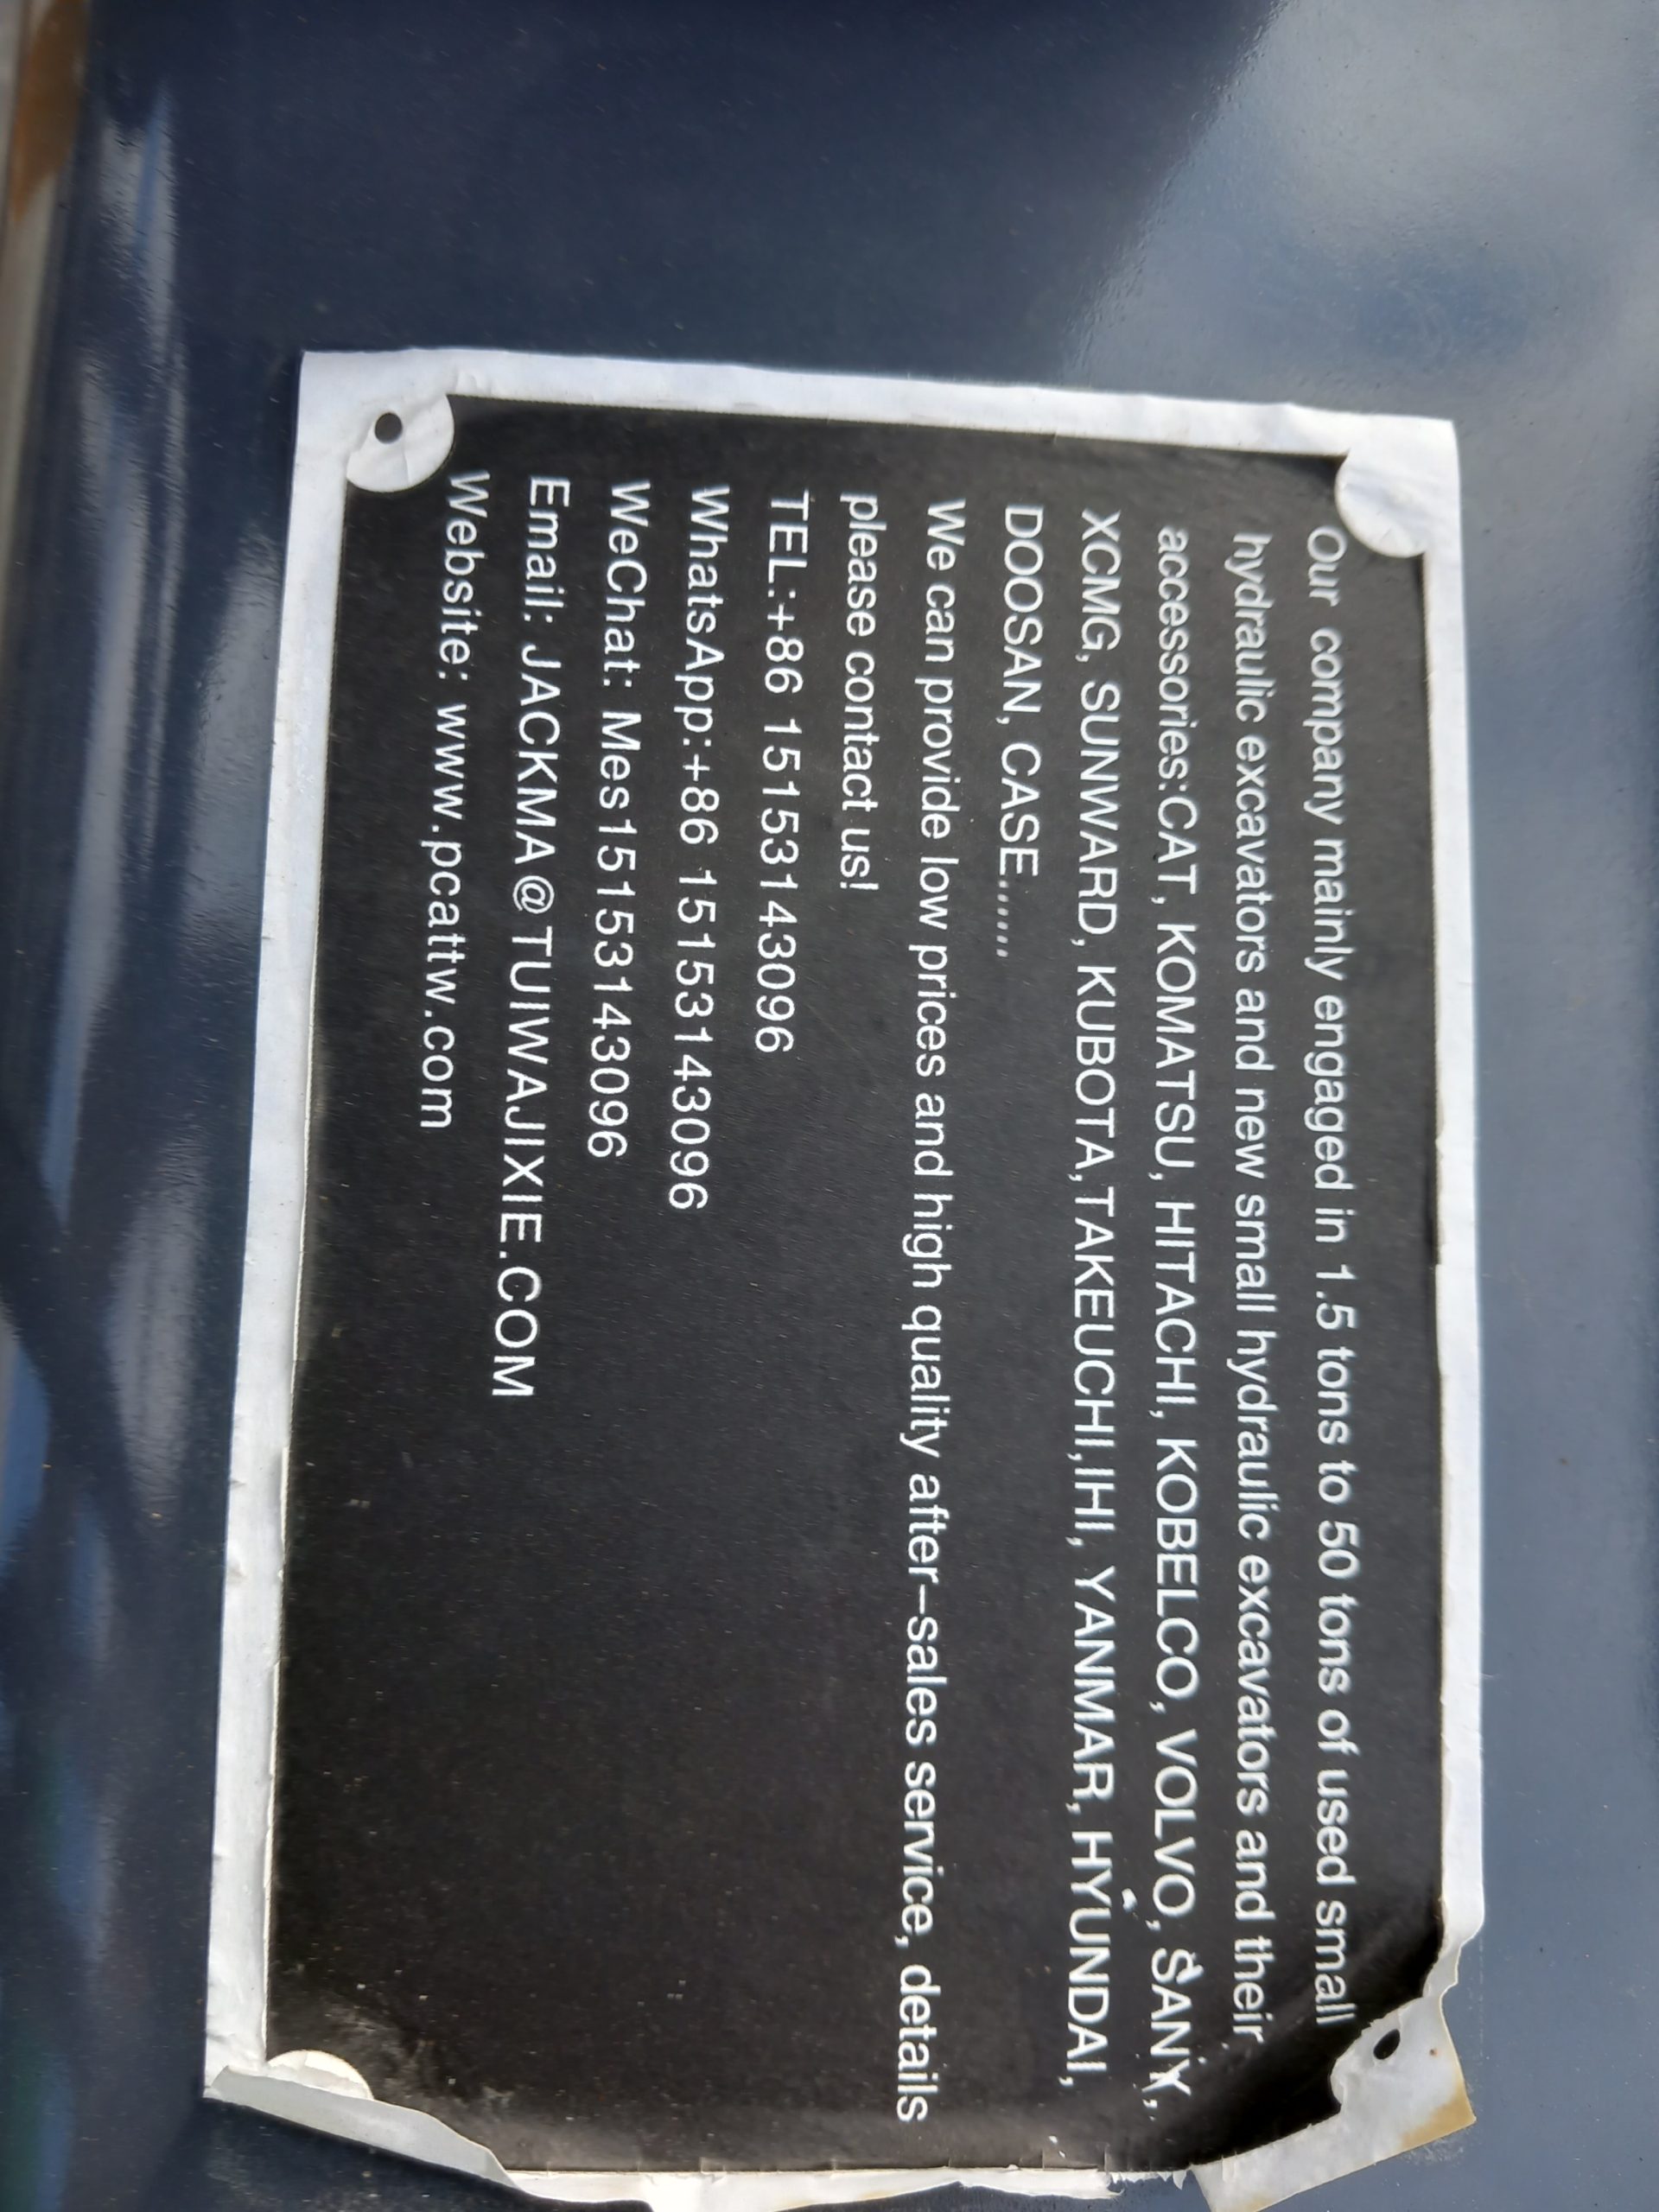 Our company mainly engaged in 1.5 tons to 50 tons of used small
hydraulic excavators and new small hydraulic excavators and their
accessories:CAT, KOMATSU, HITACHI, KOBELCO, VOLVO, SANY,
XCMG, SUNWARD, KUBOTA,TAKEUCHI,IHI, YANMAR, HYUNDAI,
DOOSAN, CASE......
We can provide low prices and high quality after-sales service, details
please contact us!
TEL:+86 15153143096
WhatsApp:+86 15153143096
WeChat: Mes15153143096
Email: JACKMA@TUIWAJIXIE.COM
Website: www.pcattw.com